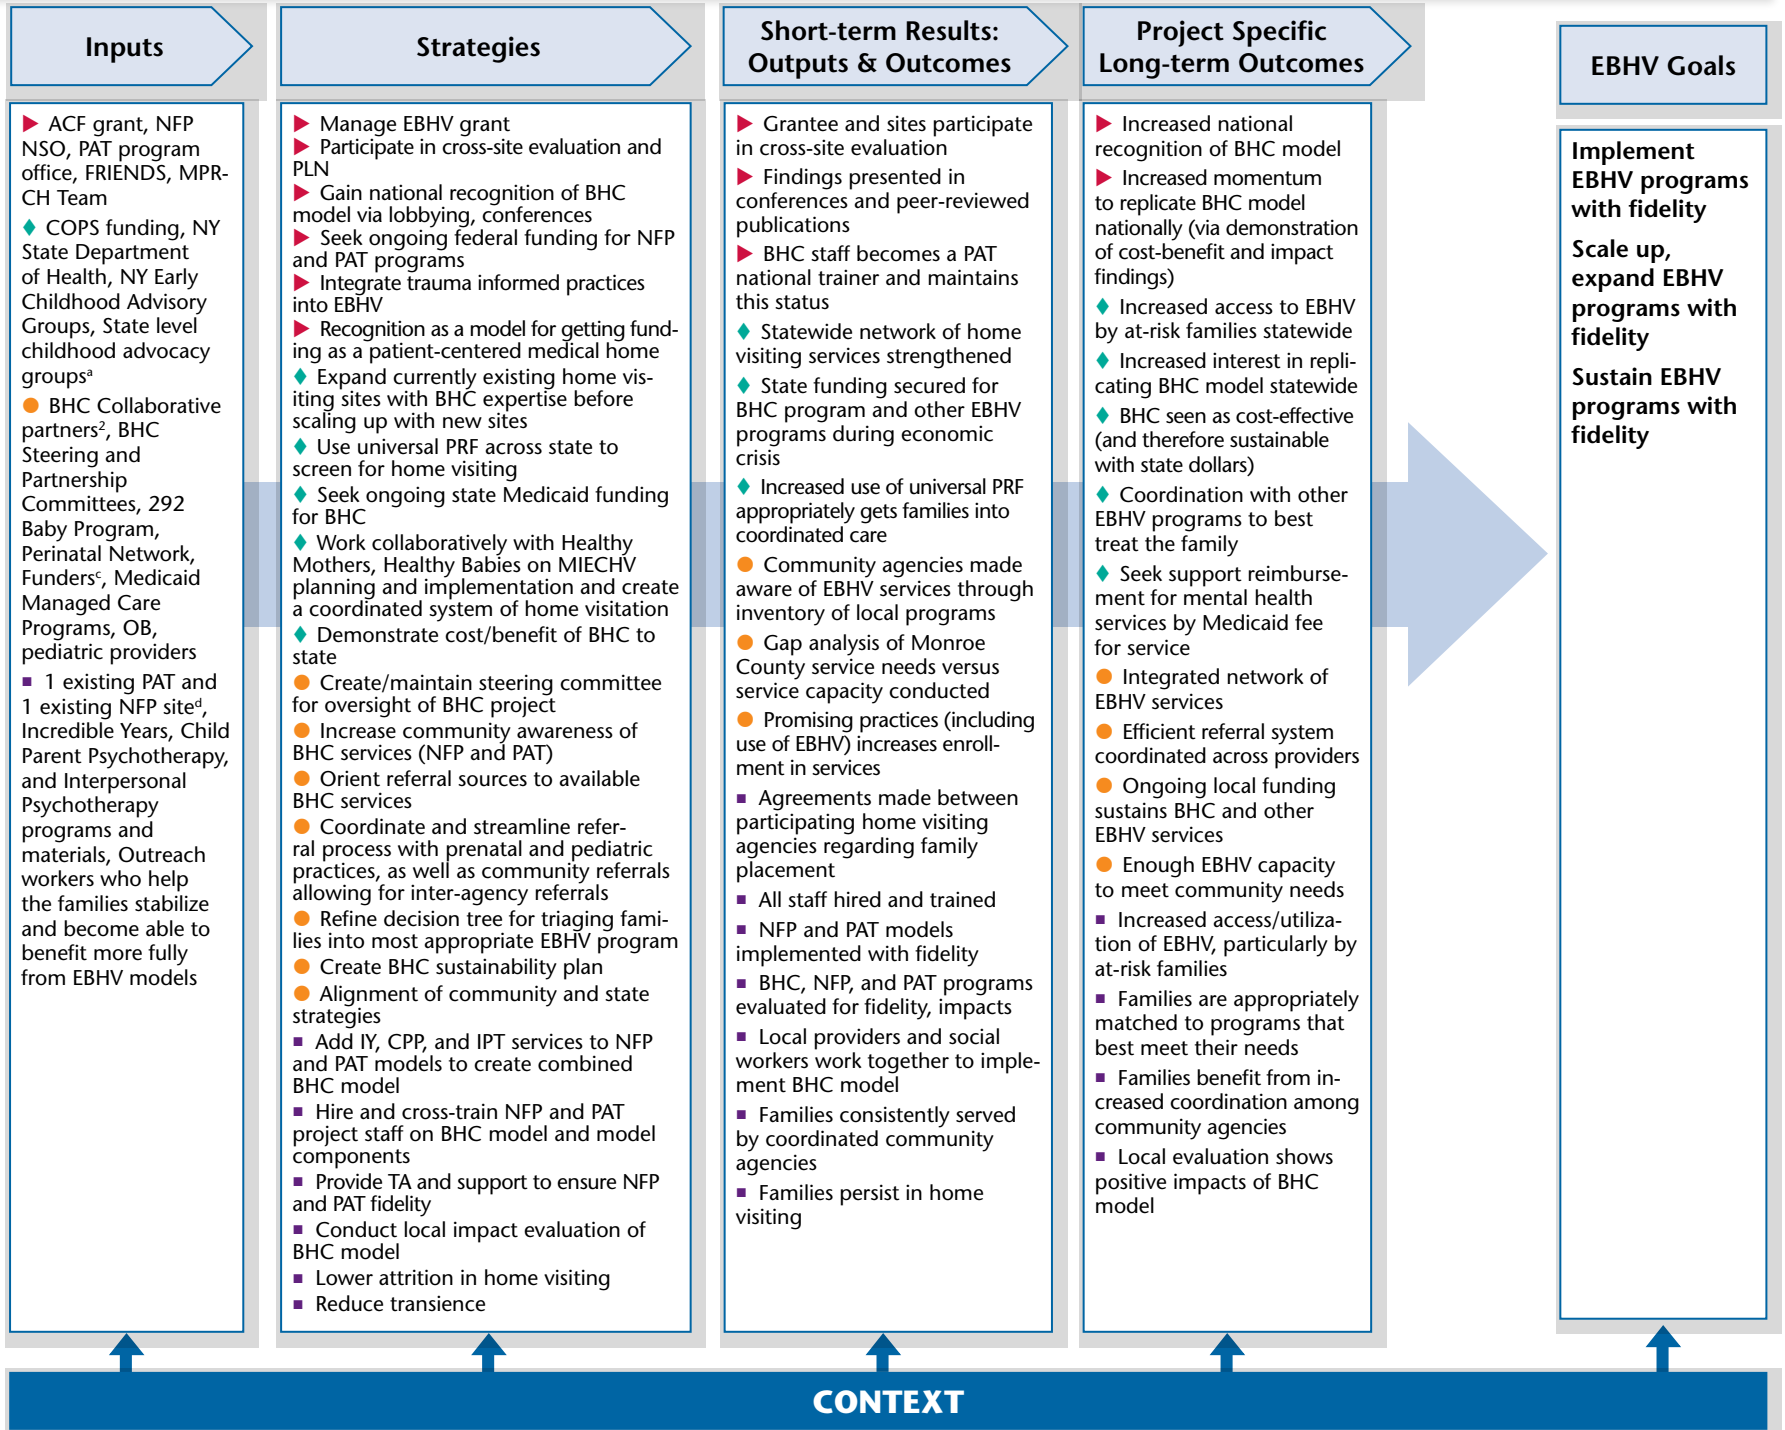 Inputs
▶ ACF grant, NFP
NSO, PAT program
office, FRIENDS, MPR-
CH Team
♦ COPS funding, NY
State Department
of Health, NY Early
Childhood Advisory
Groups, State level
childhood advocacy
groupsᵃ
● BHC Collaborative
partners², BHC
Steering and
Partnership
Committees, 292
Baby Program,
Perinatal Network,
Fundersᶜ, Medicaid
Managed Care
Programs, OB,
pediatric providers
■ 1 existing PAT and
1 existing NFP siteᵈ,
Incredible Years, Child
Parent Psychotherapy,
and Interpersonal
Psychotherapy
programs and
materials, Outreach
workers who help
the families stabilize
and become able to
benefit more fully
from EBHV models
Strategies
▶ Manage EBHV grant
▶ Participate in cross-site evaluation and
PLN
▶ Gain national recognition of BHC
model via lobbying, conferences
▶ Seek ongoing federal funding for NFP
and PAT programs
▶ Integrate trauma informed practices
into EBHV
▶ Recognition as a model for getting fund-
ing as a patient-centered medical home
♦ Expand currently existing home vis-
iting sites with BHC expertise before
scaling up with new sites
♦ Use universal PRF across state to
screen for home visiting
♦ Seek ongoing state Medicaid funding
for BHC
♦ Work collaboratively with Healthy
Mothers, Healthy Babies on MIECHV
planning and implementation and create
a coordinated system of home visitation
♦ Demonstrate cost/benefit of BHC to
state
● Create/maintain steering committee
for oversight of BHC project
● Increase community awareness of
BHC services (NFP and PAT)
● Orient referral sources to available
BHC services
● Coordinate and streamline refer-
ral process with prenatal and pediatric
practices, as well as community referrals
allowing for inter-agency referrals
● Refine decision tree for triaging fami-
lies into most appropriate EBHV program
● Create BHC sustainability plan
● Alignment of community and state
strategies
■ Add IY, CPP, and IPT services to NFP
and PAT models to create combined
BHC model
■ Hire and cross-train NFP and PAT
project staff on BHC model and model
components
■ Provide TA and support to ensure NFP
and PAT fidelity
■ Conduct local impact evaluation of
BHC model
■ Lower attrition in home visiting
■ Reduce transience
Short-term Results:
Outputs & Outcomes
▶ Grantee and sites participate
in cross-site evaluation
▶ Findings presented in
conferences and peer-reviewed
publications
▶ BHC staff becomes a PAT
national trainer and maintains
this status
♦ Statewide network of home
visiting services strengthened
♦ State funding secured for
BHC program and other EBHV
programs during economic
crisis
♦ Increased use of universal PRF
appropriately gets families into
coordinated care
● Community agencies made
aware of EBHV services through
inventory of local programs
● Gap analysis of Monroe
County service needs versus
service capacity conducted
● Promising practices (including
use of EBHV) increases enroll-
ment in services
■ Agreements made between
participating home visiting
agencies regarding family
placement
■ All staff hired and trained
■ NFP and PAT models
implemented with fidelity
■ BHC, NFP, and PAT programs
evaluated for fidelity, impacts
■ Local providers and social
workers work together to imple-
ment BHC model
■ Families consistently served
by coordinated community
agencies
■ Families persist in home
visiting
Project Specific
Long-term Outcomes
▶ Increased national
recognition of BHC model
▶ Increased momentum
to replicate BHC model
nationally (via demonstration
of cost-benefit and impact
findings)
♦ Increased access to EBHV
by at-risk families statewide
♦ Increased interest in repli-
cating BHC model statewide
♦ BHC seen as cost-effective
(and therefore sustainable
with state dollars)
♦ Coordination with other
EBHV programs to best
treat the family
♦ Seek support reimburse-
ment for mental health
services by Medicaid fee
for service
● Integrated network of
EBHV services
● Efficient referral system
coordinated across providers
● Ongoing local funding
sustains BHC and other
EBHV services
● Enough EBHV capacity
to meet community needs
■ Increased access/utiliza-
tion of EBHV, particularly by
at-risk families
■ Families are appropriately
matched to programs that
best meet their needs
■ Families benefit from in-
creased coordination among
community agencies
■ Local evaluation shows
positive impacts of BHC
model
EBHV Goals
Implement
EBHV programs
with fidelity
Scale up,
expand EBHV
programs with
fidelity
Sustain EBHV
programs with
fidelity
CONTEXT